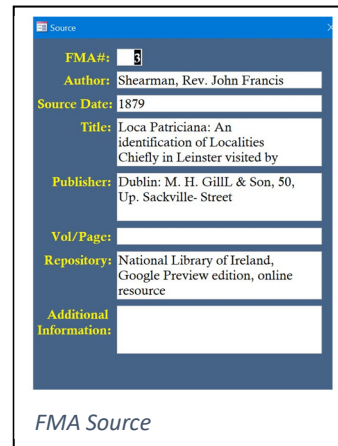 Source
FMA#: 3
Author: Shearman, Rev. John Francis
Source Date: 1879
Title: Loca Patriciana: An
identification of Localities
Chiefly in Leinster visited by
Publisher: Dublin: M. H. GillL & Son, 50,
Up. Sackville- Street
Vol/Page:
Repository: National Library of Ireland,
Google Preview edition, online
resource
Additional
Information:
FMA Source